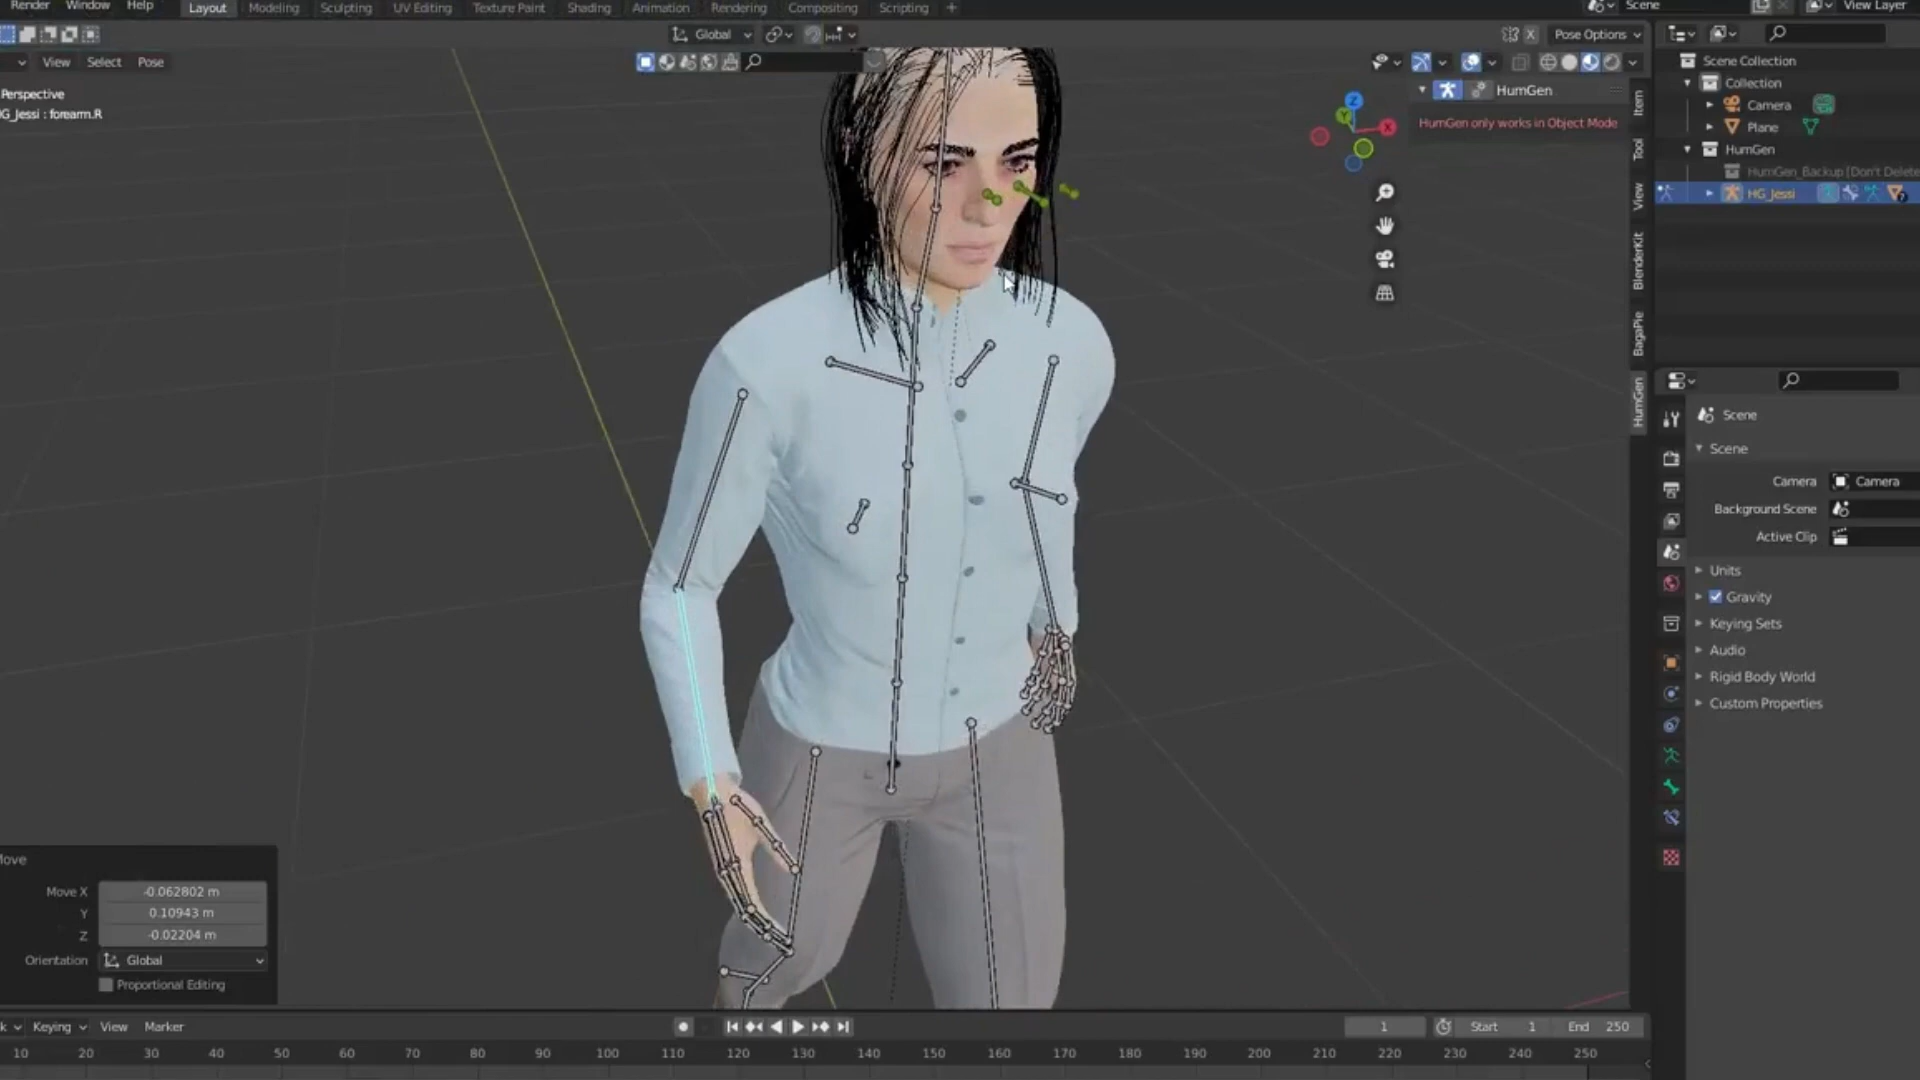 Render Window Help Layout Modeling Sculpting UV Editing Texture Paint Shading Animation Rendering Compositing Scripting + Scene View Layer
Global Pose Options
View Select Pose
Perspective
G_Jessi : forearm.R
HumGen
HumGen only works in Object Mode
Item
Tool
View
BlenderKit
BagaPie
HumGen
Z
Y
X
Scene Collection
Collection
Camera
Plane
HumGen
HumGen_Backup [Don't Delete
HG_Jessi
Scene
Scene
Camera Camera
Background Scene
Active Clip
Units
Gravity
Keying Sets
Audio
Rigid Body World
Custom Properties
Move
Move X -0.062802 m
Y 0.10943 m
Z -0.02204 m
Orientation Global
Proportional Editing
k Keying View Marker 1 Start 1 End 250
10 20 30 40 50 60 70 80 90 100 110 120 130 140 150 160 170 180 190 200 210 220 230 240 250